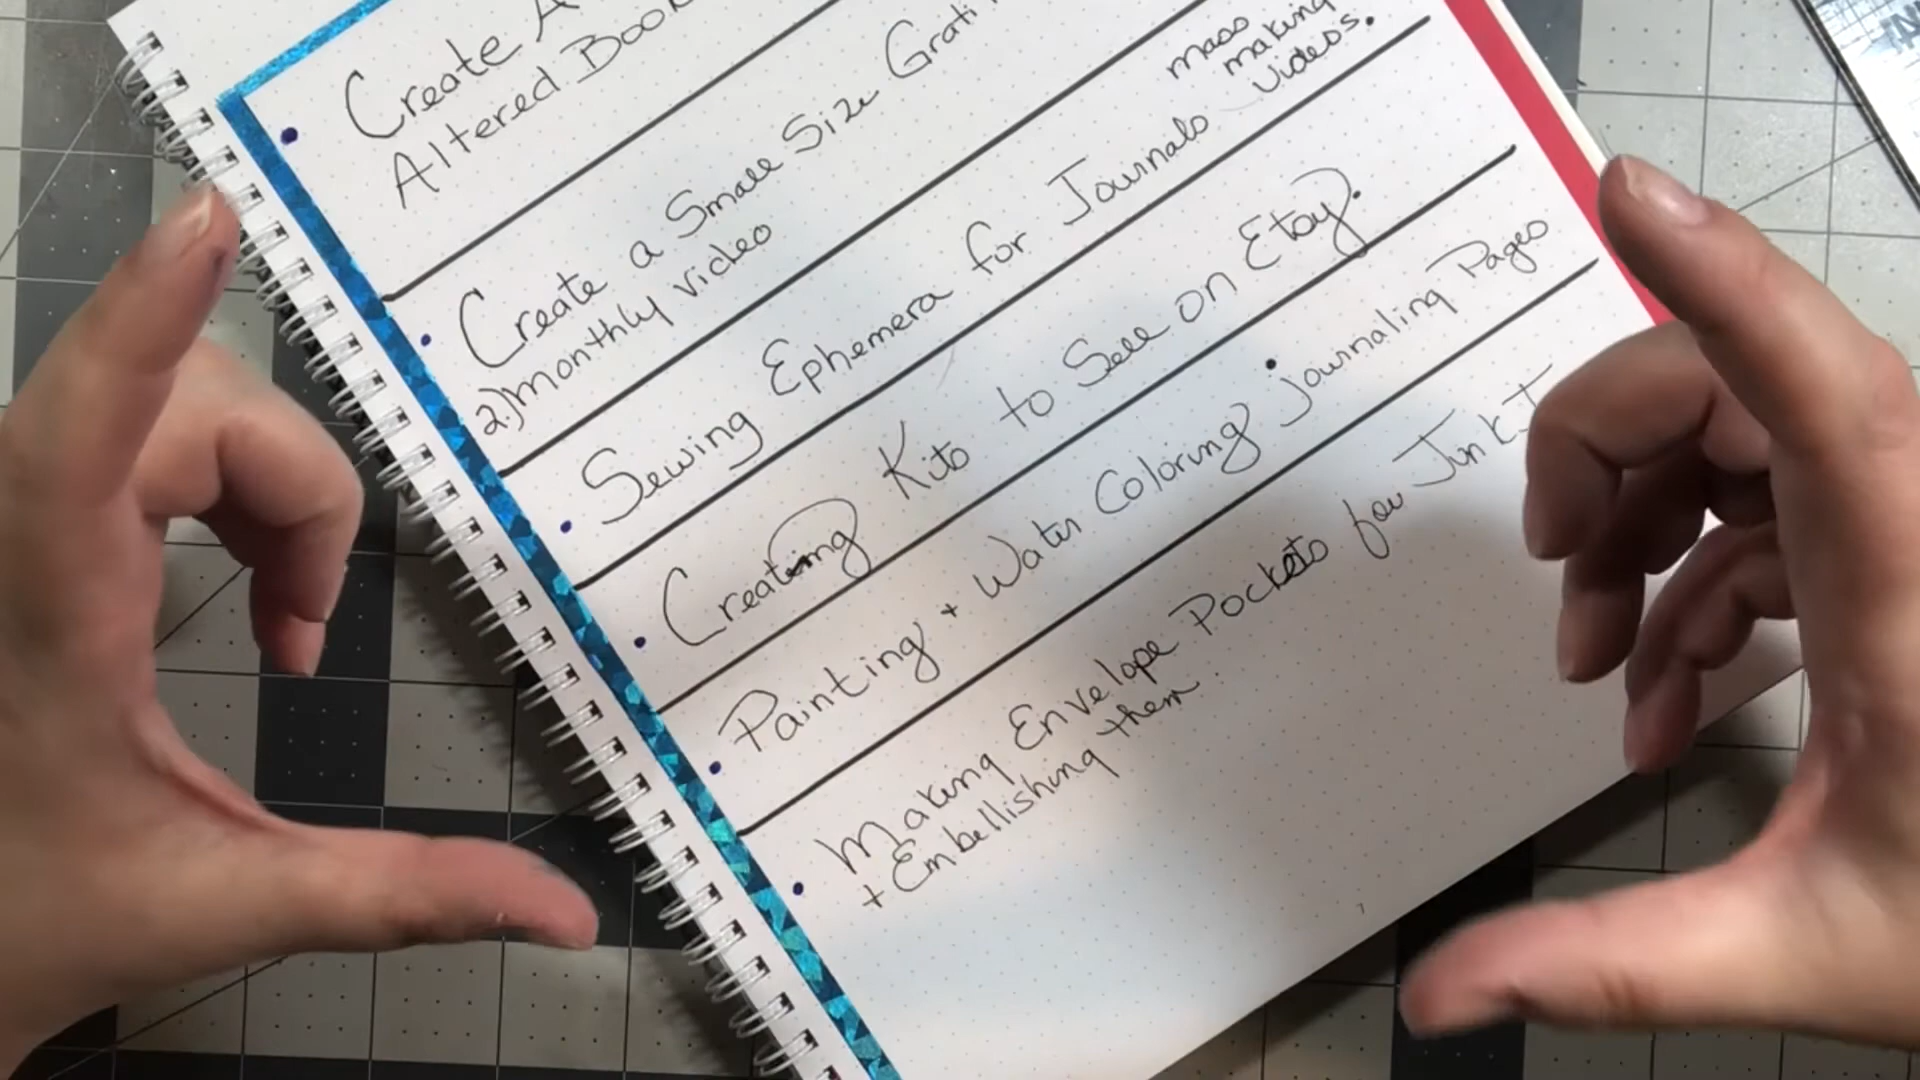 Create A
Altered Book
Create a Small Size Grati
2.) monthly video
mass
making
videos.
Sewing Ephemera for Journals
Creating Kits to Sell on Etsy.
Painting + Water Coloring Journaling Pages
Making Envelope Pockets for Junk J
+ Embellishing them.